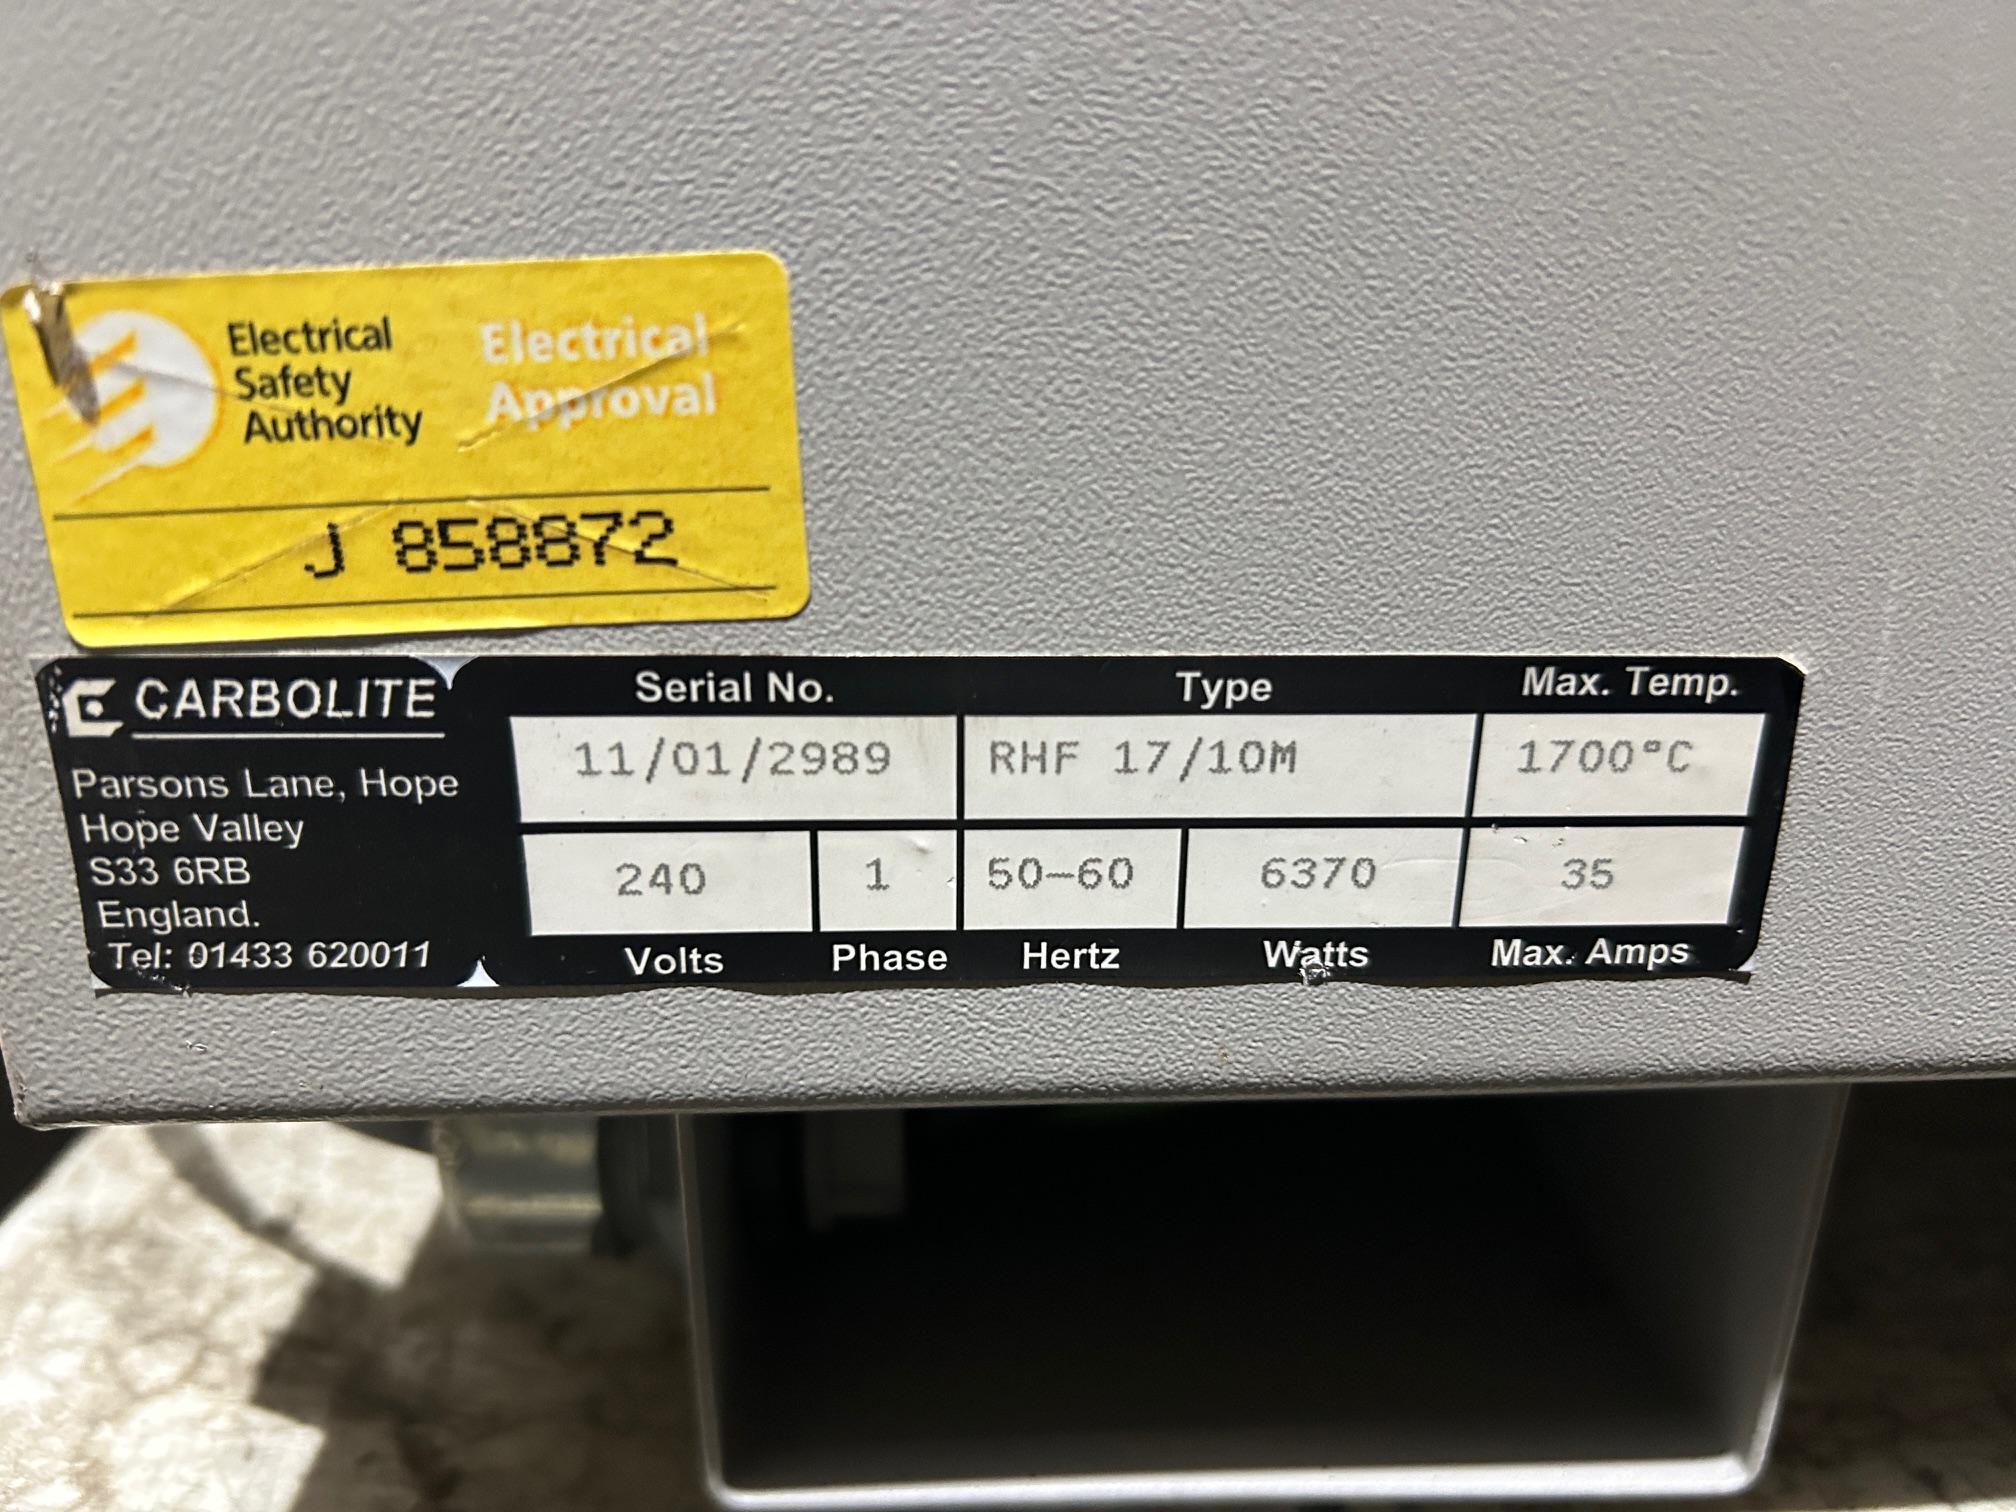 Electrical
Safety
Authority
Electrical
Approval
J 858872
CARBOLITE
Parsons Lane, Hope
Hope Valley
S33 6RB
England.
Tel: 01433 620011
Serial No. Type Max. Temp.
11/01/2989 RHF 17/10M 1700°C
240 1 50-60 6370 35
Volts Phase Hertz Watts Max. Amps